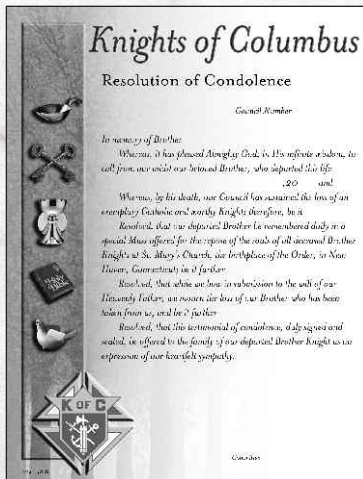 Knights of Columbus
Resolution of Condolence
Council Number
In memory of Brother
Whereas, it has pleased Almighty God, in His infinite wisdom, to
call from our midst our beloved Brother, who departed this life
,20 and
Whereas, by his death, our Council has sustained the loss of an
exemplary Catholic and worthy Knight; therefore, be it
Resolved, that our departed Brother be remembered daily in a
special Mass offered for the repose of the souls of all deceased Brother
Knights at St. Mary's Church, the birthplace of the Order, in New
Haven, Connecticut; be it further
Resolved, that while we bow in submission to the will of our
Heavenly Father, we mourn the loss of our Brother who has been
taken from us, and be it further
Resolved, that this testimonial of condolence, duly signed and
sealed, be offered to the family of our departed Brother Knight as an
expression of our heartfelt sympathy.
HOLY BIBLE
K OF C